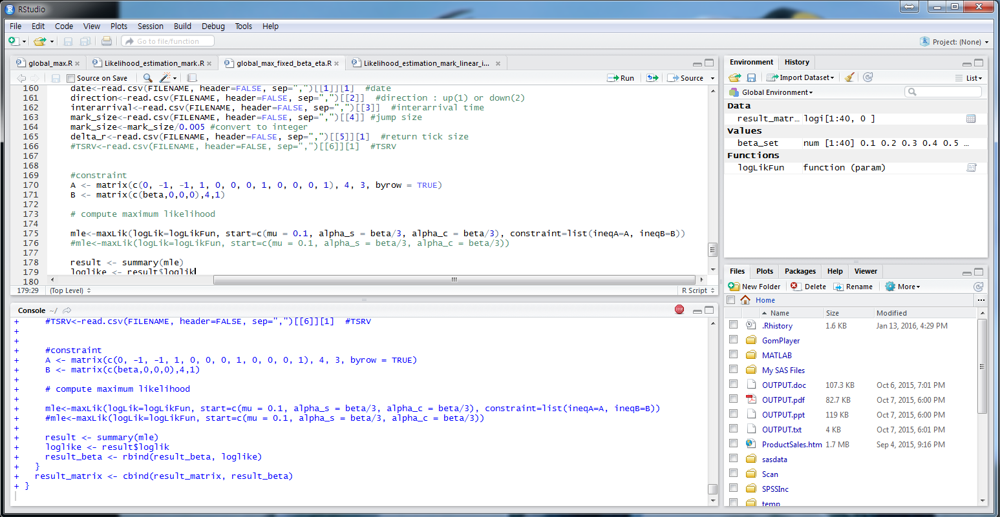 RStudio
File Edit Code View Plots Session Build Debug Tools Help
Go to file/function
Project: (None)
global_max.R
Likelihood_estimation_mark.R
global_max_fixed_beta_eta.R
Likelihood_estimation_mark_linear_i...
Source on Save
Run
Source
160 date<-read.csv(FILENAME, header=FALSE, sep=",")[[1]][1] #date
161 direction<-read.csv(FILENAME, header=FALSE, sep=",")[[2]] #direction : up(1) or down(2)
162 interarrival<-read.csv(FILENAME, header=FALSE, sep=",")[[3]] #interarrival time
163 mark_size<-read.csv(FILENAME, header=FALSE, sep=",")[[4]] #jump size
164 mark_size<-mark_size/0.005 #convert to integer
165 delta_r<-read.csv(FILENAME, header=FALSE, sep=",")[[5]][1] #return tick size
166 #TSRV<-read.csv(FILENAME, header=FALSE, sep=",")[[6]][1] #TSRV
167
168
169 #constraint
170 A <- matrix(c(0, -1, -1, 1, 0, 0, 0, 1, 0, 0, 0, 1), 4, 3, byrow = TRUE)
171 B <- matrix(c(beta,0,0,0),4,1)
172
173 # compute maximum likelihood
174
175 mle<-maxLik(logLik=logLikFun, start=c(mu = 0.1, alpha_s = beta/3, alpha_c = beta/3), constraint=list(ineqA=A, ineqB=B))
176 #mle<-maxLik(logLik=logLikFun, start=c(mu = 0.1, alpha_s = beta/3, alpha_c = beta/3))
177
178 result <- summary(mle)
179 loglike <- result$loglik
180
179:29 (Top Level) R Script
Console ~/
+ #TSRV<-read.csv(FILENAME, header=FALSE, sep=",")[[6]][1] #TSRV
+
+
+ #constraint
+ A <- matrix(c(0, -1, -1, 1, 0, 0, 0, 1, 0, 0, 0, 1), 4, 3, byrow = TRUE)
+ B <- matrix(c(beta,0,0,0),4,1)
+
+ # compute maximum likelihood
+
+ mle<-maxLik(logLik=logLikFun, start=c(mu = 0.1, alpha_s = beta/3, alpha_c = beta/3), constraint=list(ineqA=A, ineqB=B))
+ #mle<-maxLik(logLik=logLikFun, start=c(mu = 0.1, alpha_s = beta/3, alpha_c = beta/3))
+
+ result <- summary(mle)
+ loglike <- result$loglik
+ result_beta <- rbind(result_beta, loglike)
+ }
+ result_matrix <- cbind(result_matrix, result_beta)
+ }
Environment History
Import Dataset List
Global Environment
Data
result_matr... logi[1:40, 0 ]
Values
beta_set num [1:40] 0.1 0.2 0.3 0.4 0.5 ...
Functions
logLikFun function (param)
Files Plots Packages Help Viewer
New Folder Delete Rename More
Home ...
Name Size Modified
.Rhistory 1.6 KB Jan 13, 2016, 4:29 PM
GomPlayer
MATLAB
My SAS Files
OUTPUT.doc 107.3 KB Oct 6, 2015, 7:01 PM
OUTPUT.pdf 82.7 KB Oct 7, 2015, 6:00 PM
OUTPUT.ppt 119 KB Oct 7, 2015, 6:00 PM
OUTPUT.txt 4 KB Oct 7, 2015, 6:01 PM
ProductSales.htm 1.7 MB Sep 4, 2015, 9:16 PM
sasdata
Scan
SPSSInc
temp